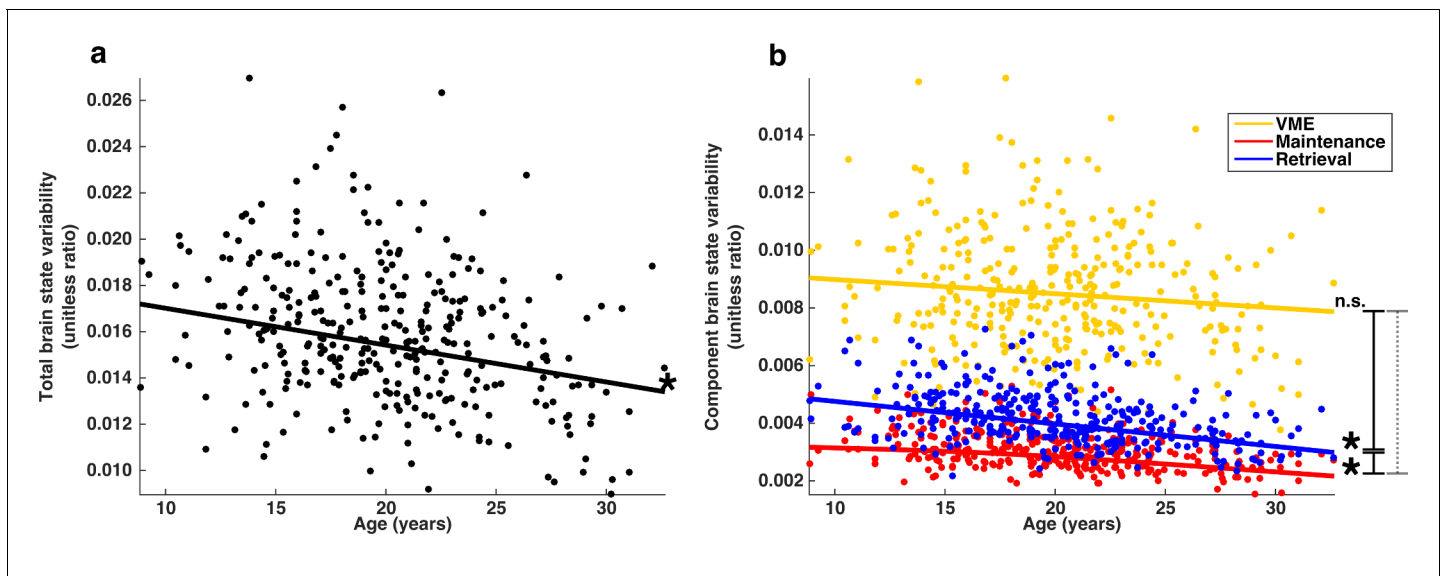 a
Total brain state variability
(unitless ratio)
0.026
0.024
0.022
0.020
0.018
0.016
0.014
0.012
0.010
10 15 20 25 30
Age (years)
*
b
Component brain state variability
(unitless ratio)
0.014
0.012
0.010
0.008
0.006
0.004
0.002
10 15 20 25 30
Age (years)
VME
Maintenance
Retrieval
n.s.
*
*